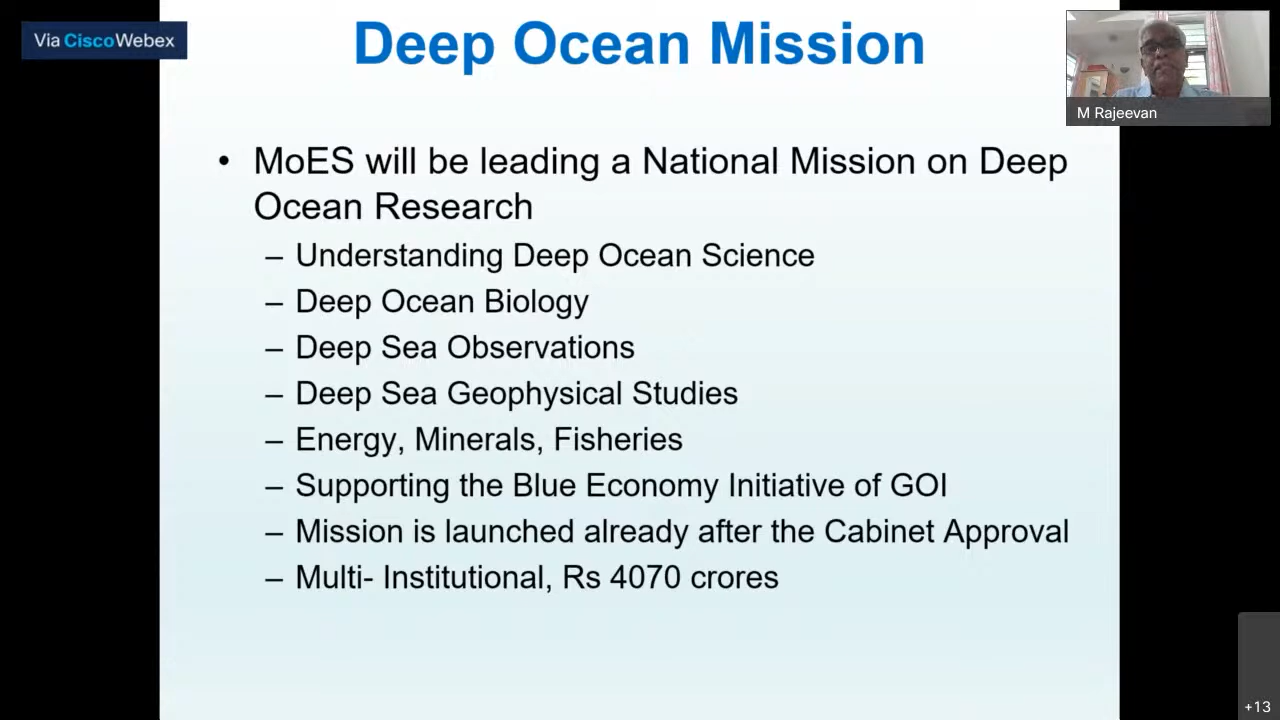 Via CiscoWebex
Deep Ocean Mission
M Rajeevan
• MoES will be leading a National Mission on Deep
Ocean Research
– Understanding Deep Ocean Science
– Deep Ocean Biology
– Deep Sea Observations
– Deep Sea Geophysical Studies
– Energy, Minerals, Fisheries
– Supporting the Blue Economy Initiative of GOI
– Mission is launched already after the Cabinet Approval
– Multi- Institutional, Rs 4070 crores
+13